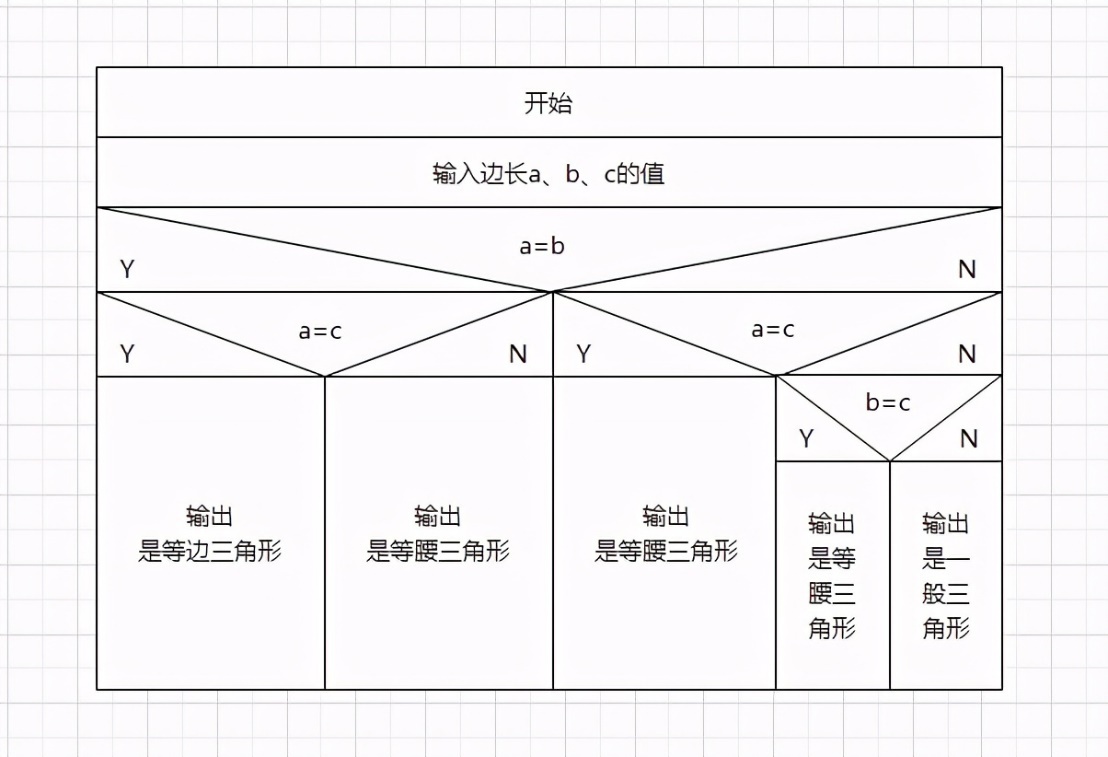 开始
输入边长a、b、c的值
a=b
Y
N
a=c
Y
N
a=c
Y
N
b=c
Y
N
输出
是等边三角形
输出
是等腰三角形
输出
是等腰三角形
输出
是等
腰三
角形
输出
是一
般三
角形